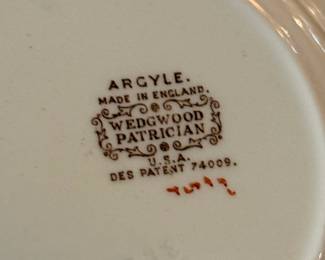 ARGYLE.
MADE IN ENGLAND.
WEDGWOOD
PATRICIAN
U.S.A.
DES PATENT 74009.